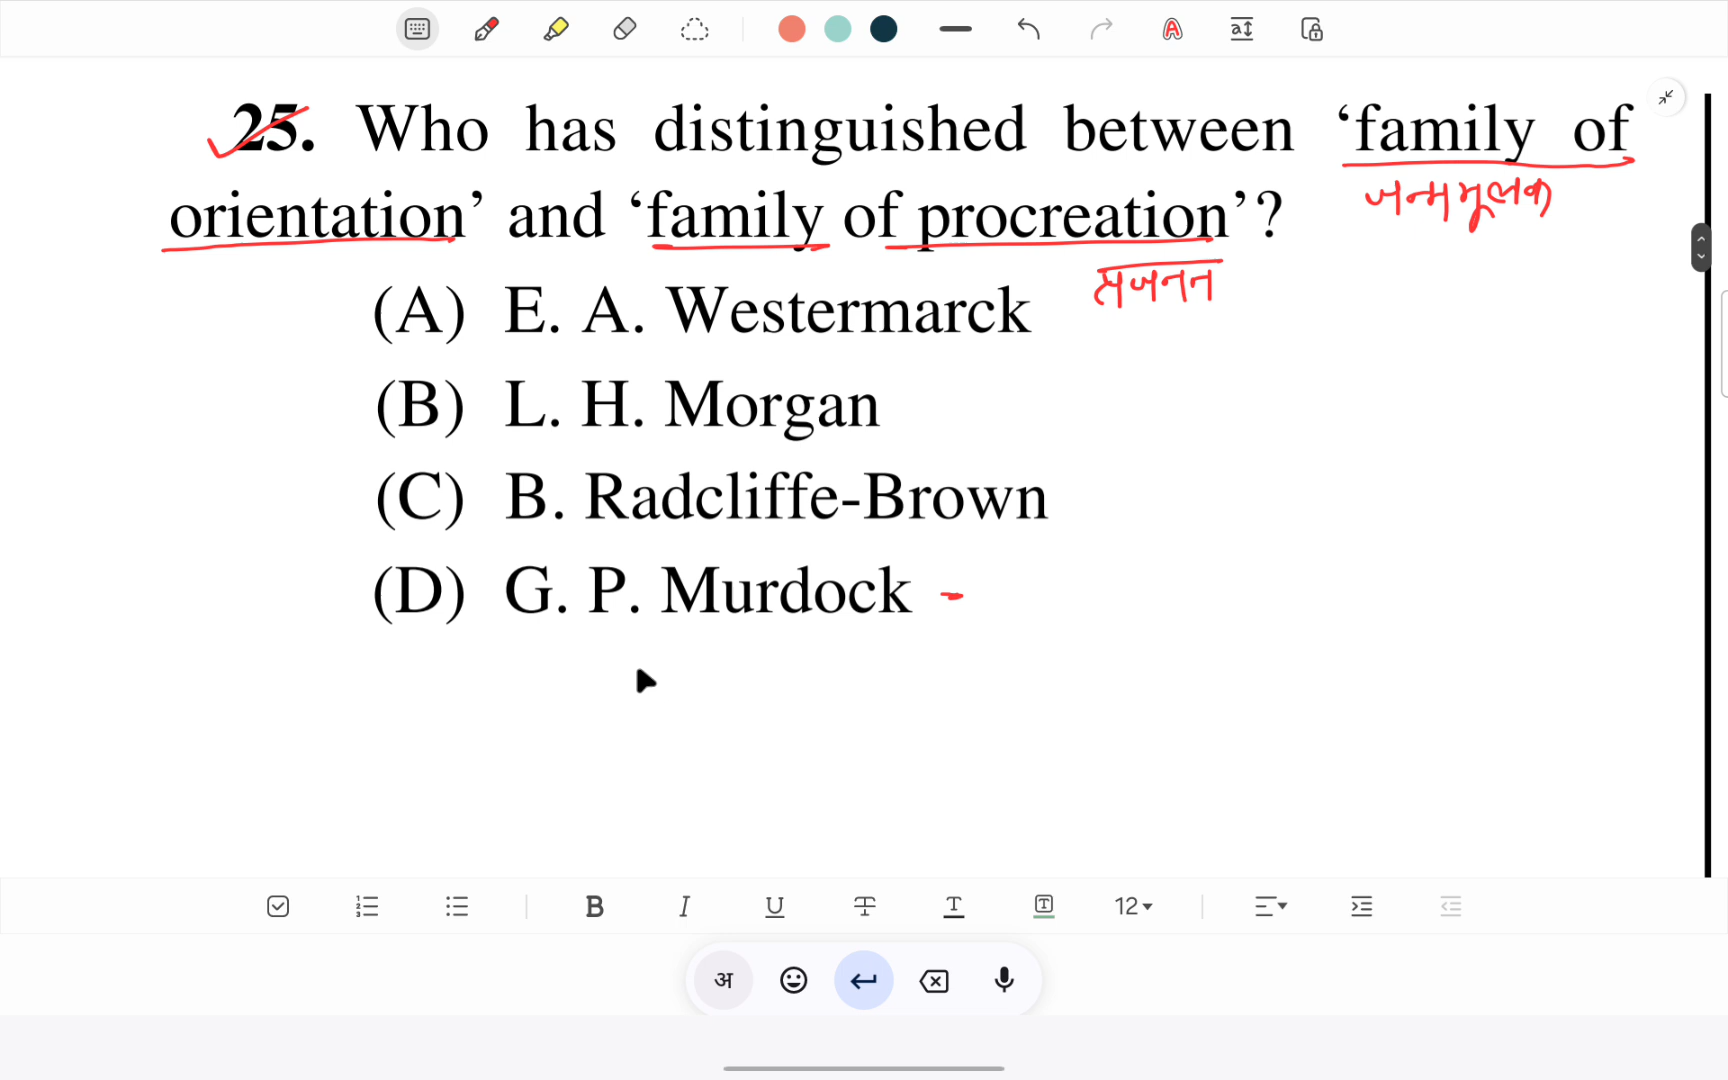 25. Who has distinguished between ‘family of
जन्ममूलक
orientation’ and ‘family of procreation’?
प्रजनन
(A) E. A. Westermarck
(B) L. H. Morgan
(C) B. Radcliffe-Brown
(D) G. P. Murdock -
12
अ